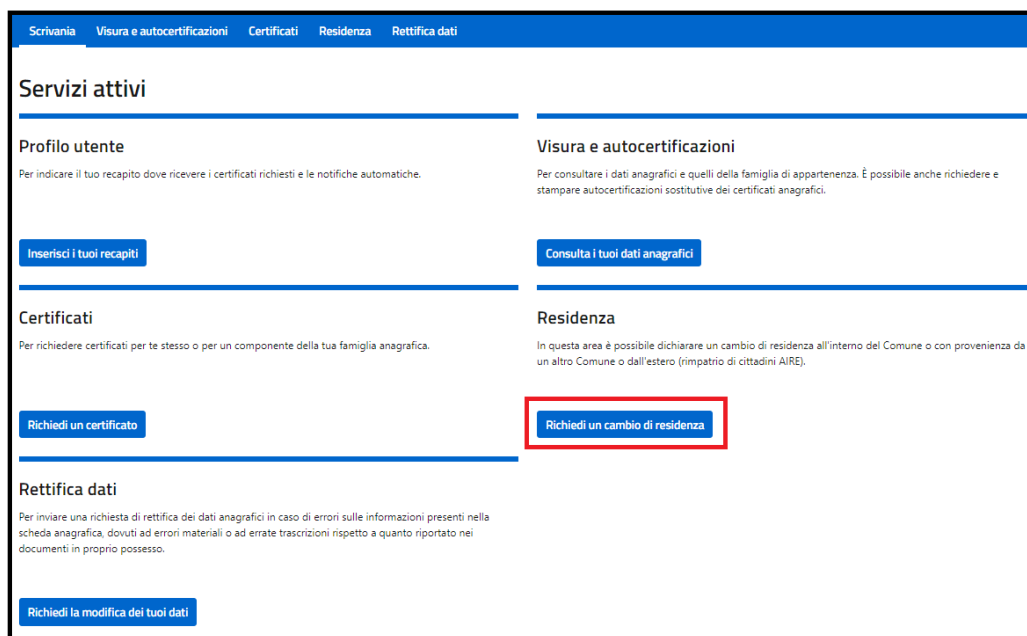 Scrivania Visura e autocertificazioni Certificati Residenza Rettifica dati
Servizi attivi
Profilo utente
Per indicare il tuo recapito dove ricevere i certificati richiesti e le notifiche automatiche.
Inserisci i tuoi recapiti
Visura e autocertificazioni
Per consultare i dati anagrafici e quelli della famiglia di appartenenza. È possibile anche richiedere e
stampare autocertificazioni sostitutive dei certificati anagrafici.
Consulta i tuoi dati anagrafici
Certificati
Per richiedere certificati per te stesso o per un componente della tua famiglia anagrafica.
Richiedi un certificato
Residenza
In questa area è possibile dichiarare un cambio di residenza all'interno del Comune o con provenienza da
un altro Comune o dall'estero (rimpatrio di cittadini AIRE).
Richiedi un cambio di residenza
Rettifica dati
Per inviare una richiesta di rettifica dei dati anagrafici in caso di errori sulle informazioni presenti nella
scheda anagrafica, dovuti ad errori materiali o ad errate trascrizioni rispetto a quanto riportato nei
documenti in proprio possesso.
Richiedi la modifica dei tuoi dati